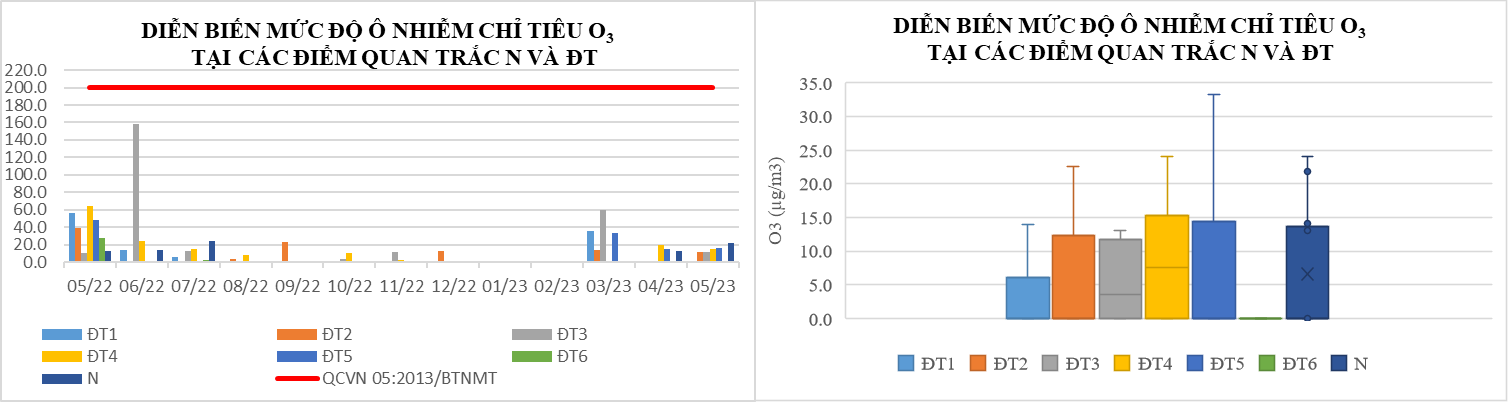 DIỄN BIẾN MỨC ĐỘ Ô NHIỄM CHỈ TIÊU O3
TẠI CÁC ĐIỂM QUAN TRẮC N VÀ ĐT
220.0
200.0
180.0
160.0
140.0
120.0
100.0
80.0
60.0
40.0
20.0
0.0
05/22 06/22 07/22 08/22 09/22 10/22 11/22 12/22 01/23 02/23 03/23 04/23 05/23
ĐT1 ĐT2 ĐT3
ĐT4 ĐT5 ĐT6
N QCVN 05:2013/BTNMT
DIỄN BIẾN MỨC ĐỘ Ô NHIỄM CHỈ TIÊU O3
TẠI CÁC ĐIỂM QUAN TRẮC N VÀ ĐT
O3 (µg/m3)
35.0
30.0
25.0
20.0
15.0
10.0
5.0
0.0
ĐT1 ĐT2 ĐT3 ĐT4 ĐT5 ĐT6 N